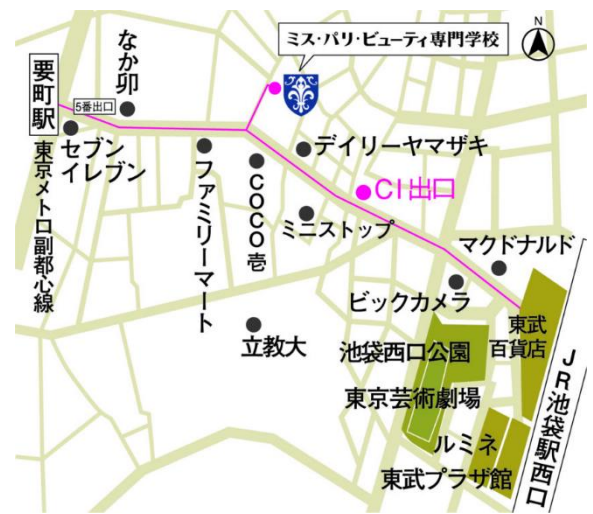 ミス・パリ・ビューティ専門学校
N
なか卯
要町駅
5番出口
セブン
イレブン
東京メトロ副都心線
デイリーヤマザキ
ファミリーマート
COCO壱
CI出口
ミニストップ
マクドナルド
ビックカメラ
立教大
東武
百貨店
池袋西口公園
東京芸術劇場
ルミネ
東武プラザ館
JR池袋駅西口